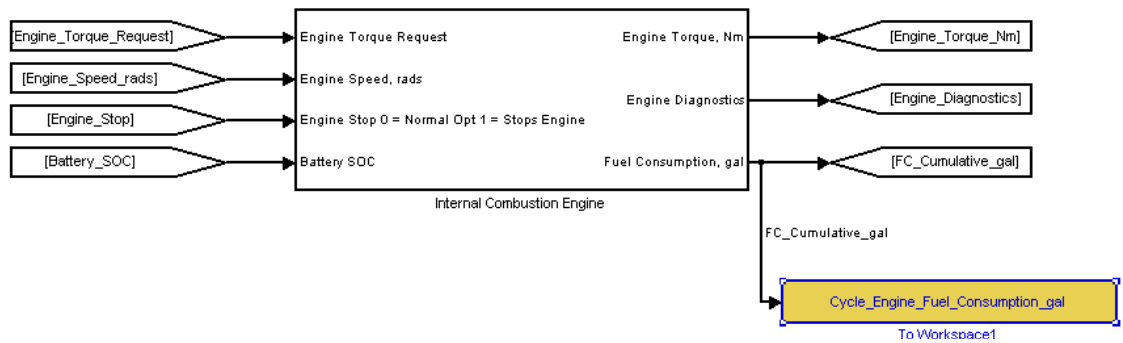 [Engine_Torque_Request]
Engine Torque Request
Engine Torque, Nm
[Engine_Torque_Nm]
[Engine_Speed_rads]
Engine Speed, rads
Engine Diagnostics
[Engine_Diagnostics]
[Engine_Stop]
Engine Stop 0 = Normal Opt 1 = Stops Engine
[Battery_SOC]
Battery SOC
Fuel Consumption, gal
[FC_Cumulative_gal]
Internal Combustion Engine
FC_Cumulative_gal
Cycle_Engine_Fuel_Consumption_gal
To Workspace1